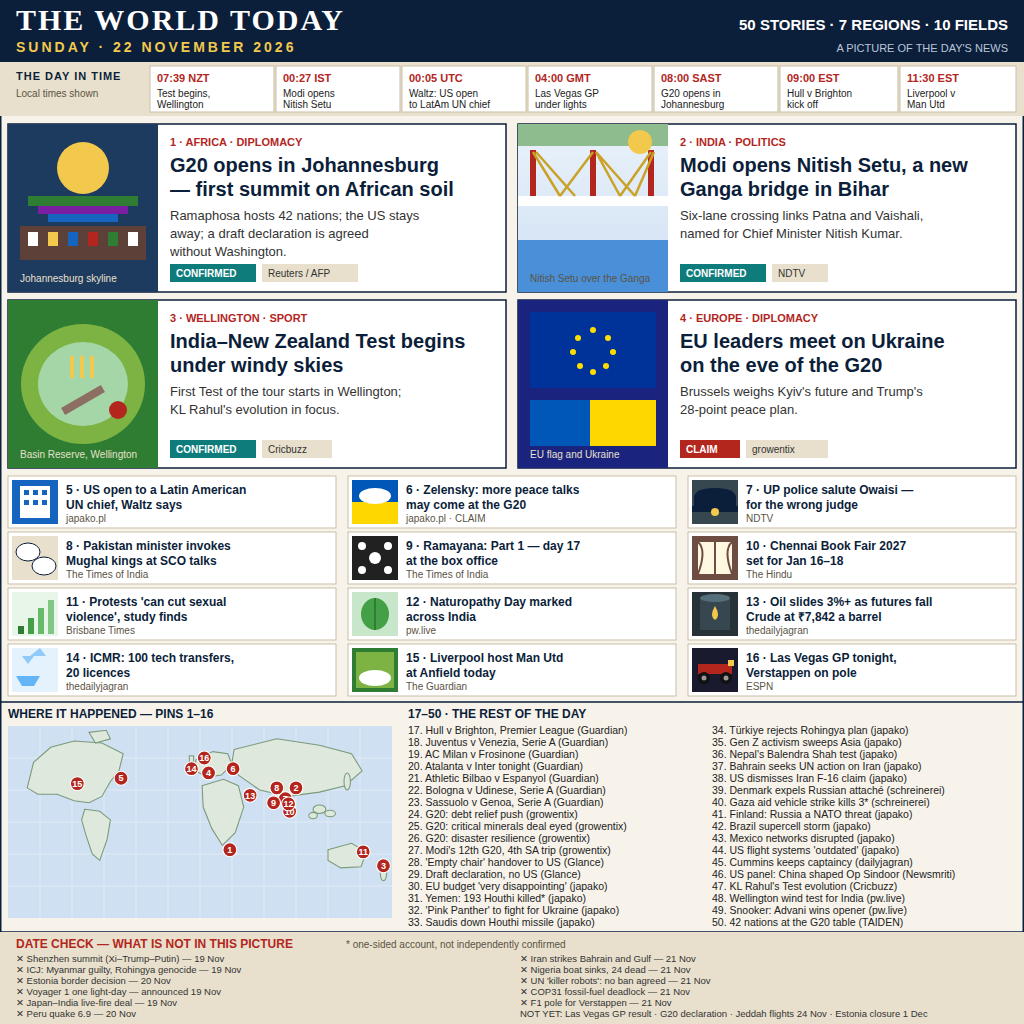 THE WORLD TODAY
SUNDAY · 22 NOVEMBER 2026
50 STORIES · 7 REGIONS · 10 FIELDS
A PICTURE OF THE DAY'S NEWS
THE DAY IN TIME
Local times shown
07:39 NZT
Test begins,
Wellington
00:27 IST
Modi opens
Nitish Setu
00:05 UTC
Waltz: US open
to LatAm UN chief
04:00 GMT
Las Vegas GP
under lights
08:00 SAST
G20 opens in
Johannesburg
09:00 EST
Hull v Brighton
kick off
11:30 EST
Liverpool v
Man Utd
1 · AFRICA · DIPLOMACY
G20 opens in Johannesburg
— first summit on African soil
Ramaphosa hosts 42 nations; the US stays
away; a draft declaration is agreed
without Washington.
CONFIRMED
Reuters / AFP
Johannesburg skyline
2 · INDIA · POLITICS
Modi opens Nitish Setu, a new
Ganga bridge in Bihar
Six-lane crossing links Patna and Vaishali,
named for Chief Minister Nitish Kumar.
CONFIRMED
NDTV
Nitish Setu over the Ganga
3 · WELLINGTON · SPORT
India–New Zealand Test begins
under windy skies
First Test of the tour starts in Wellington;
KL Rahul's evolution in focus.
CONFIRMED
Cricbuzz
Basin Reserve, Wellington
4 · EUROPE · DIPLOMACY
EU leaders meet on Ukraine
on the eve of the G20
Brussels weighs Kyiv's future and Trump's
28-point peace plan.
CLAIM
growentix
EU flag and Ukraine
5 · US open to a Latin American
UN chief, Waltz says
japako.pl
6 · Zelensky: more peace talks
may come at the G20
japako.pl · CLAIM
7 · UP police salute Owaisi —
for the wrong judge
NDTV
8 · Pakistan minister invokes
Mughal kings at SCO talks
The Times of India
9 · Ramayana: Part 1 — day 17
at the box office
The Times of India
10 · Chennai Book Fair 2027
set for Jan 16–18
The Hindu
11 · Protests 'can cut sexual
violence', study finds
Brisbane Times
12 · Naturopathy Day marked
across India
pw.live
13 · Oil slides 3%+ as futures fall
Crude at ₹7,842 a barrel
thedailyjagran
14 · ICMR: 100 tech transfers,
20 licences
thedailyjagran
15 · Liverpool host Man Utd
at Anfield today
The Guardian
16 · Las Vegas GP tonight,
Verstappen on pole
ESPN
WHERE IT HAPPENED — PINS 1–16
15
5
14
16
4
6
13
8
2
9
12
10
1
11
3
17–50 · THE REST OF THE DAY
17. Hull v Brighton, Premier League (Guardian)
18. Juventus v Venezia, Serie A (Guardian)
19. AC Milan v Frosinone (Guardian)
20. Atalanta v Inter tonight (Guardian)
21. Athletic Bilbao v Espanyol (Guardian)
22. Bologna v Udinese, Serie A (Guardian)
23. Sassuolo v Genoa, Serie A (Guardian)
24. G20: debt relief push (growentix)
25. G20: critical minerals deal eyed (growentix)
26. G20: disaster resilience (growentix)
27. Modi's 12th G20, 4th SA trip (growentix)
28. 'Empty chair' handover to US (Glance)
29. Draft declaration, no US (Glance)
30. EU budget 'very disappointing' (japako)
31. Yemen: 193 Houthi killed* (japako)
32. 'Pink Panther' to fight for Ukraine (japako)
33. Saudis down Houthi missile (japako)
34. Türkiye rejects Rohingya plan (japako)
35. Gen Z activism sweeps Asia (japako)
36. Nepal's Balendra Shah test (japako)
37. Bahrain seeks UN action on Iran (japako)
38. US dismisses Iran F-16 claim (japako)
39. Denmark expels Russian attaché (schreinerei)
40. Gaza aid vehicle strike kills 3* (schreinerei)
41. Finland: Russia a NATO threat (japako)
42. Brazil supercell storm (japako)
43. Mexico networks disrupted (japako)
44. US flight systems 'outdated' (japako)
45. Cummins keeps captaincy (dailyjagran)
46. US panel: China shaped Op Sindoor (Newsmriti)
47. KL Rahul's Test evolution (Cricbuzz)
48. Wellington wind test for India (pw.live)
49. Snooker: Advani wins opener (pw.live)
50. 42 nations at the G20 table (TAIDEN)
DATE CHECK — WHAT IS NOT IN THIS PICTURE
* one-sided account, not independently confirmed
✕ Shenzhen summit (Xi–Trump–Putin) — 19 Nov
✕ ICJ: Myanmar guilty, Rohingya genocide — 19 Nov
✕ Estonia border decision — 20 Nov
✕ Voyager 1 one light-day — announced 19 Nov
✕ Japan–India live-fire deal — 19 Nov
✕ Peru quake 6.9 — 20 Nov
✕ Iran strikes Bahrain and Gulf — 21 Nov
✕ Nigeria boat sinks, 24 dead — 21 Nov
✕ UN 'killer robots': no ban agreed — 21 Nov
✕ COP31 fossil-fuel deadlock — 21 Nov
✕ F1 pole for Verstappen — 21 Nov
NOT YET: Las Vegas GP result · G20 declaration · Jeddah flights 24 Nov · Estonia closure 1 Dec